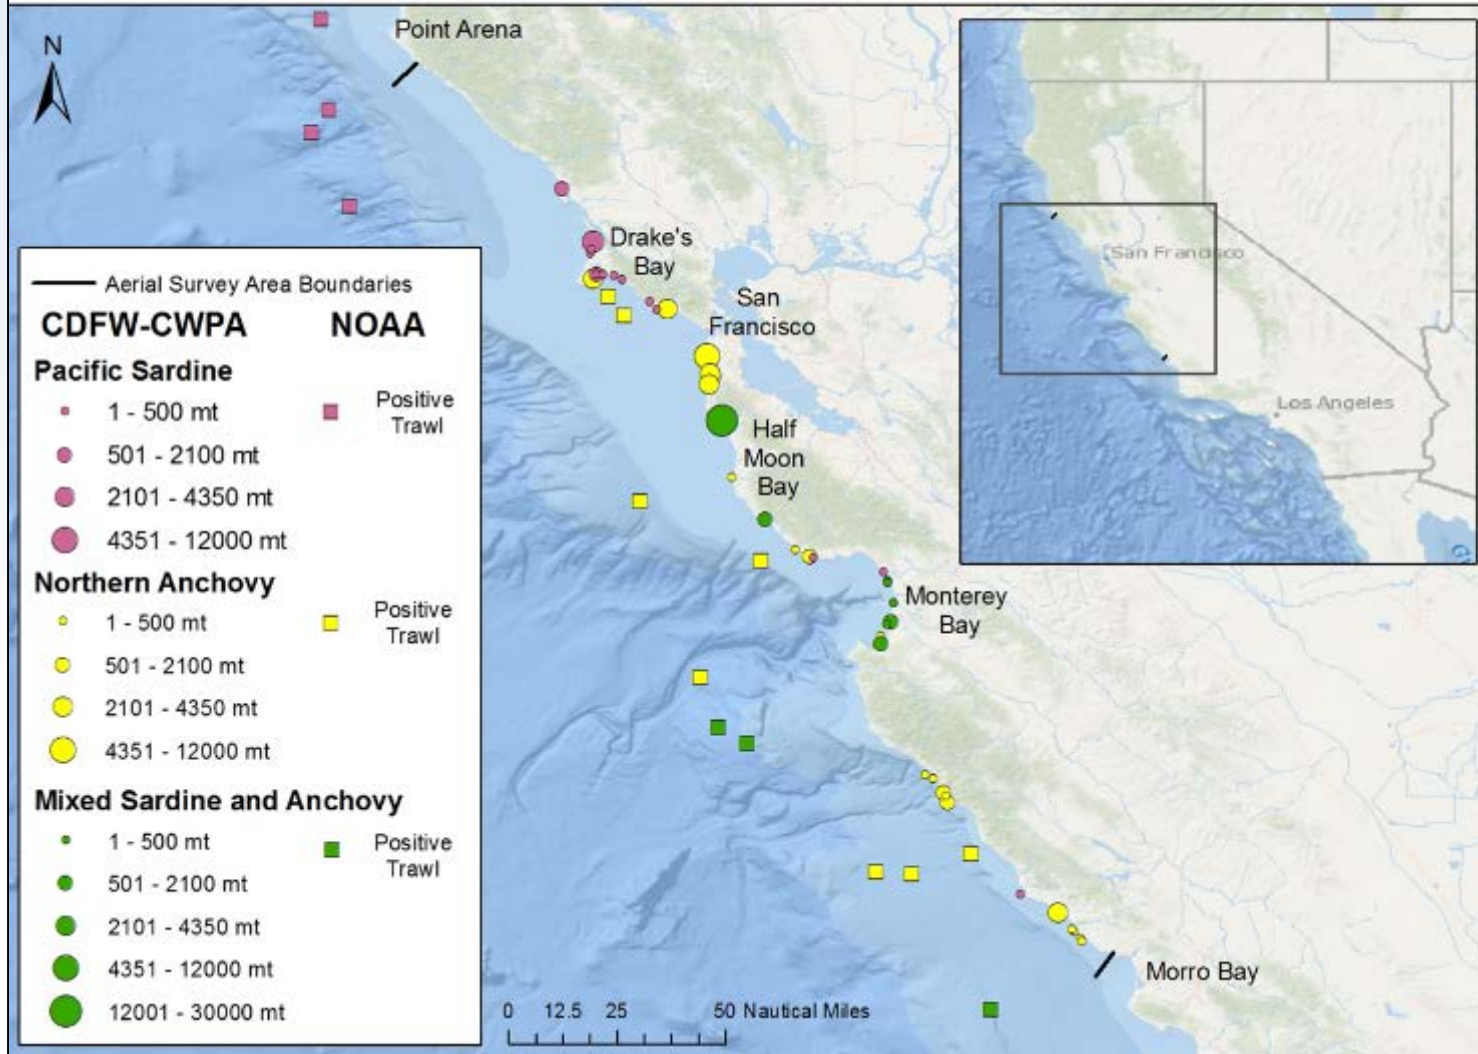 N
Point Arena
Drake's
Bay
San
Francisco
Half
Moon
Bay
Monterey
Bay
Morro Bay
San Francisco
Los Angeles
Aerial Survey Area Boundaries
CDFW-CWPA NOAA
Pacific Sardine
1 - 500 mt
Positive
Trawl
501 - 2100 mt
2101 - 4350 mt
4351 - 12000 mt
Northern Anchovy
1 - 500 mt
Positive
Trawl
501 - 2100 mt
2101 - 4350 mt
4351 - 12000 mt
Mixed Sardine and Anchovy
1 - 500 mt
Positive
Trawl
501 - 2100 mt
2101 - 4350 mt
4351 - 12000 mt
12001 - 30000 mt
0 12.5 25 50 Nautical Miles